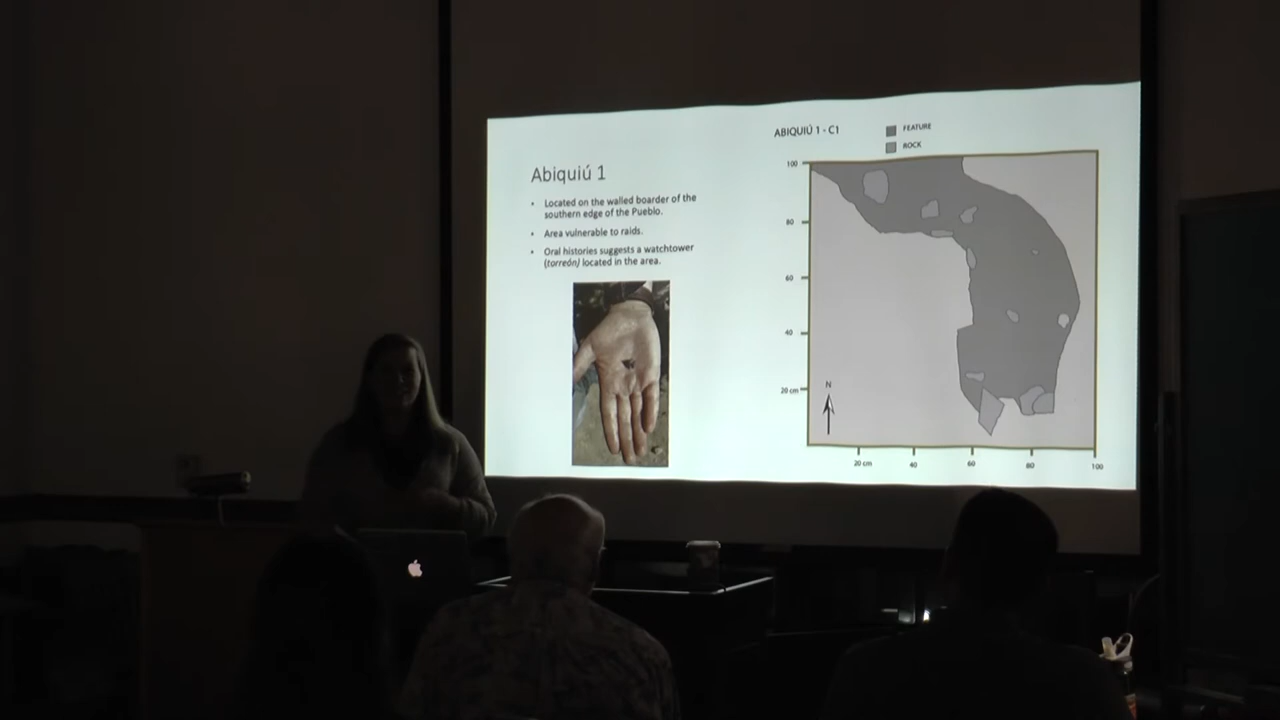 Abiquiú 1
• Located on the walled boarder of the
southern edge of the Pueblo.
• Area vulnerable to raids.
• Oral histories suggests a watchtower
(torreón) located in the area.
ABIQUIÚ 1 - C1
FEATURE
ROCK
100
80
60
40
20 cm
N
20 cm
40
60
80
100